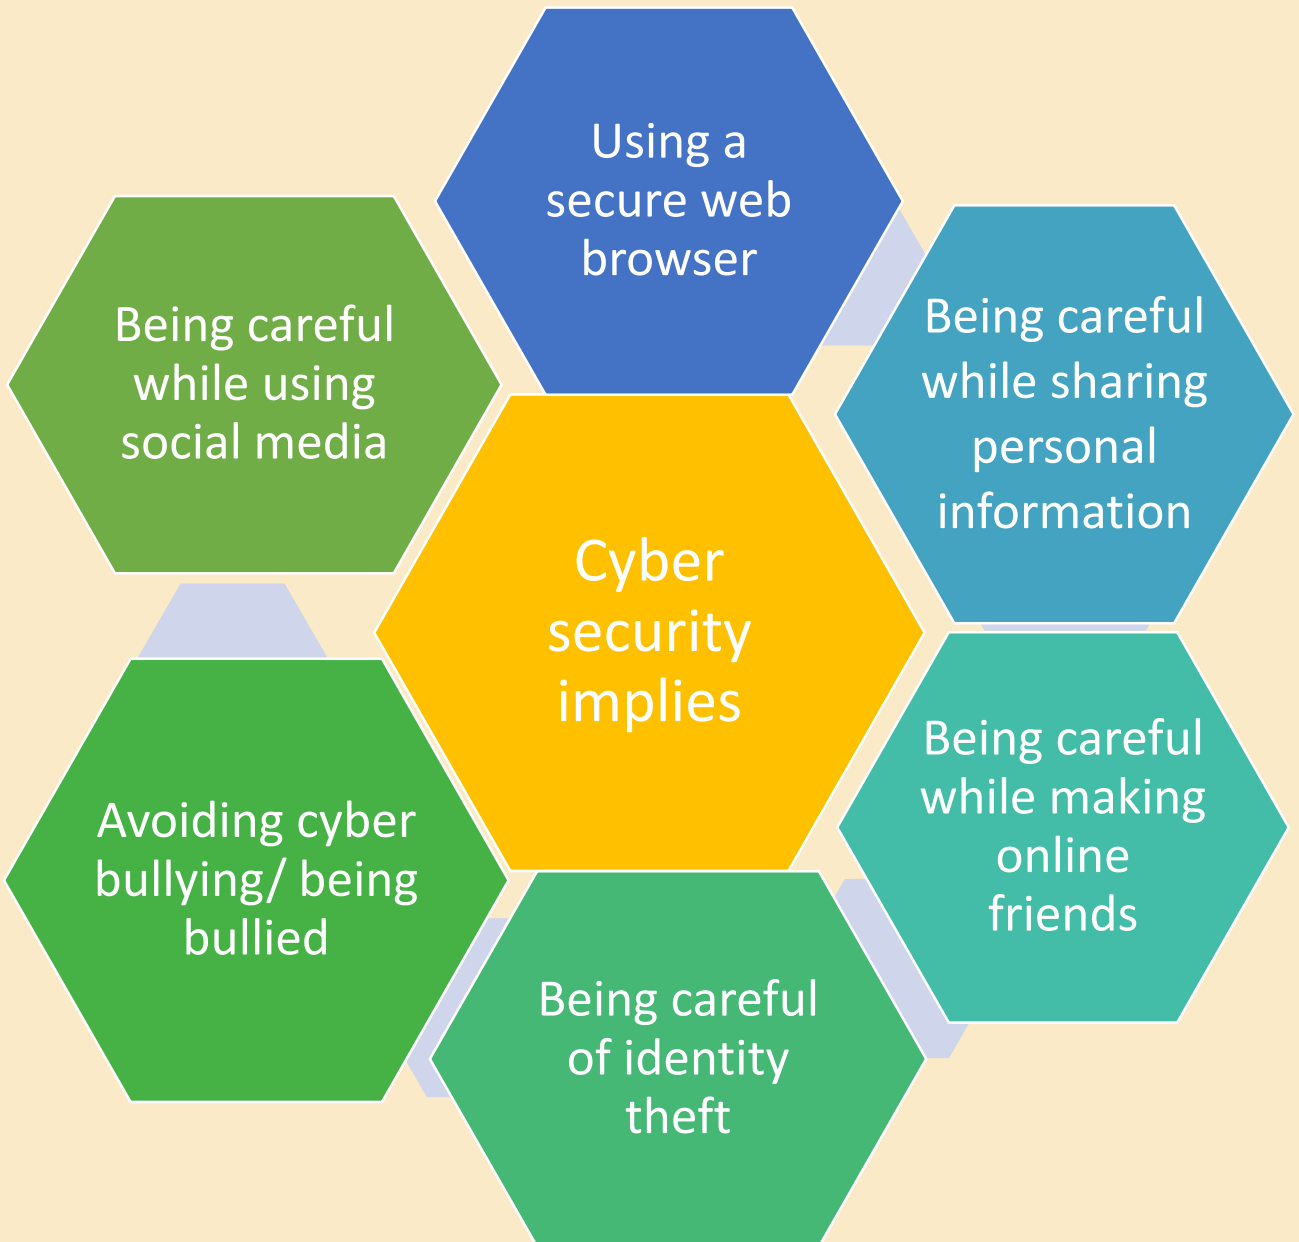 Using a
secure web
browser
Being careful
while sharing
personal
information
Being careful
while making
online
friends
Being careful
of identity
theft
Avoiding cyber
bullying/ being
bullied
Being careful
while using
social media
Cyber
security
implies